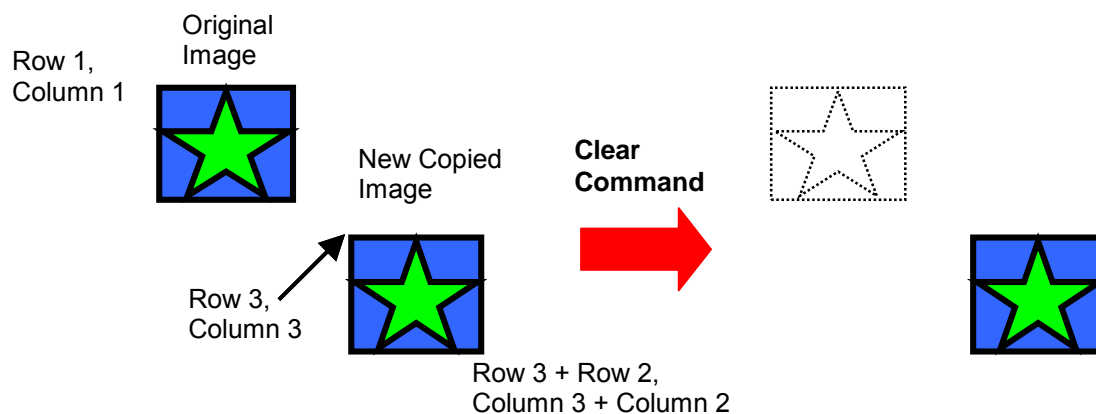 Original
Image
Row 1,
Column 1
New Copied
Image
Clear
Command
Row 3,
Column 3
Row 3 + Row 2,
Column 3 + Column 2